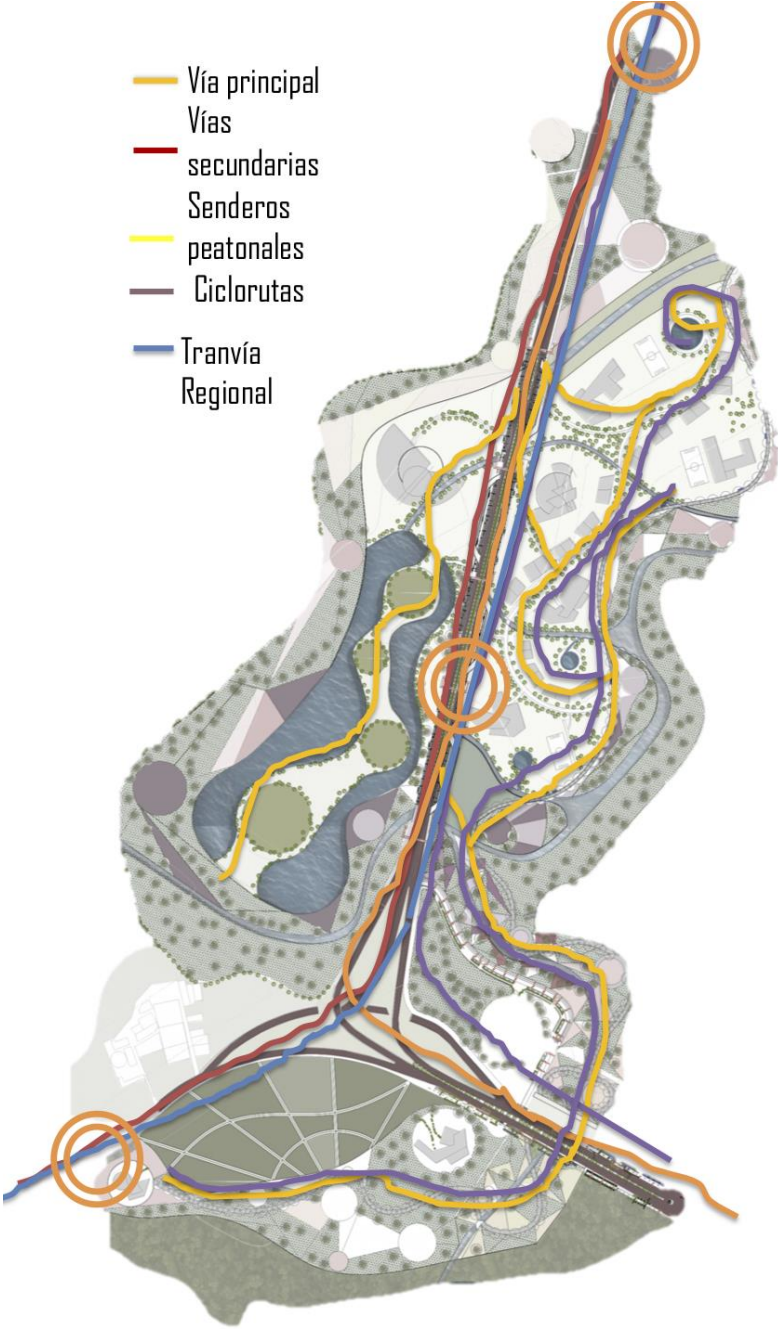 Vía principal
Vías
secundarias
Senderos
peatonales
Ciclorutas
Tranvía
Regional